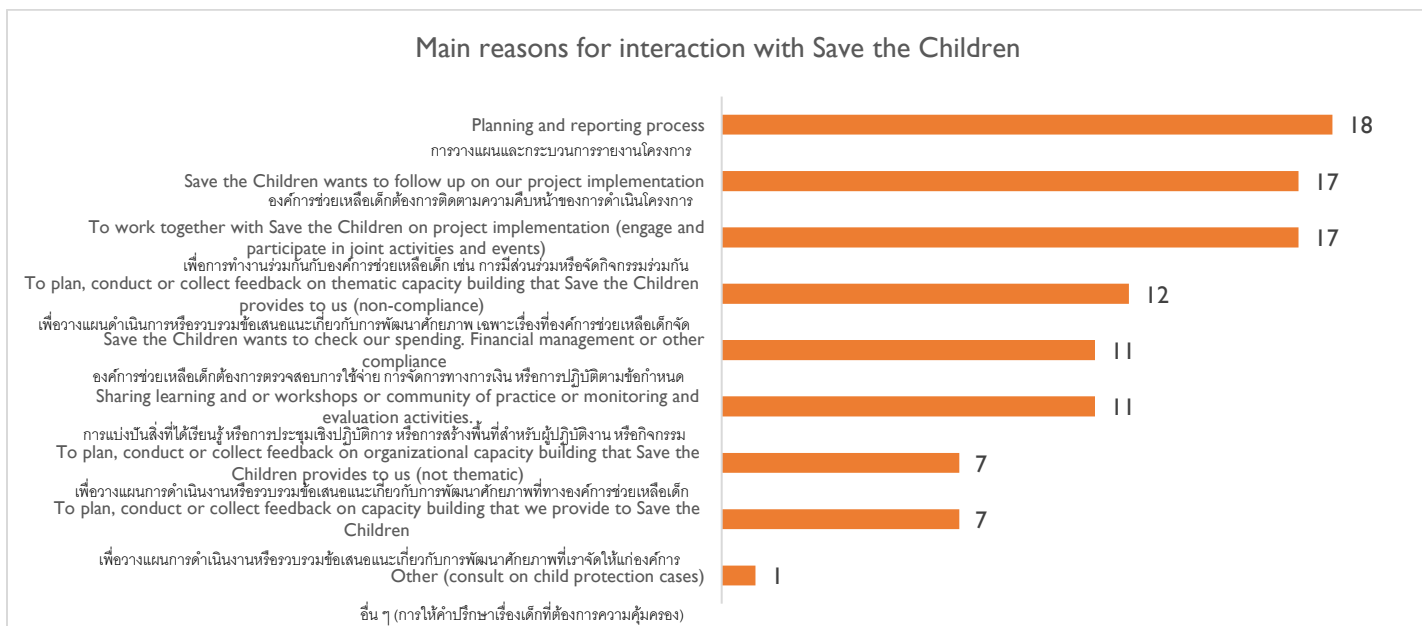 Main reasons for interaction with Save the Children
Planning and reporting process
18
การวางแผนและกระบวนการรายงานโครงการ
Save the Children wants to follow up on our project implementation
17
องค์การช่วยเหลือเด็กต้องการติดตามความคืบหน้าของการดำเนินโครงการ
To work together with Save the Children on project implementation (engage and
participate in joint activities and events)
17
เพื่อการทำงานร่วมกันกับองค์การช่วยเหลือเด็ก เช่น การมีส่วนร่วมหรือจัดกิจกรรมร่วมกัน
To plan, conduct or collect feedback on thematic capacity building that Save the Children
provides to us (non-compliance)
12
เพื่อวางแผนดำเนินการหรือรวบรวมข้อเสนอแนะเกี่ยวกับการพัฒนาศักยภาพ เฉพาะเรื่องที่องค์การช่วยเหลือเด็กจัด
Save the Children wants to check our spending. Financial management or other
compliance
11
องค์การช่วยเหลือเด็กต้องการตรวจสอบการใช้จ่าย การจัดการทางการเงิน หรือการปฏิบัติตามข้อกำหนด
Sharing learning and or workshops or community of practice or monitoring and
evaluation activities.
11
การแบ่งปันสิ่งที่ได้เรียนรู้ หรือการประชุมเชิงปฏิบัติการ หรือการสร้างพื้นที่สำหรับผู้ปฏิบัติงาน หรือกิจกรรม
To plan, conduct or collect feedback on organizational capacity building that Save the
Children provides to us (not thematic)
7
เพื่อวางแผนการดำเนินงานหรือรวบรวมข้อเสนอแนะเกี่ยวกับการพัฒนาศักยภาพที่ทางองค์การช่วยเหลือเด็ก
To plan, conduct or collect feedback on capacity building that we provide to Save the
Children
7
เพื่อวางแผนการดำเนินงานหรือรวบรวมข้อเสนอแนะเกี่ยวกับการพัฒนาศักยภาพที่เราจัดให้แก่องค์การ
Other (consult on child protection cases)
1
อื่น ๆ (การให้คำปรึกษาเรื่องเด็กที่ต้องการความคุ้มครอง)